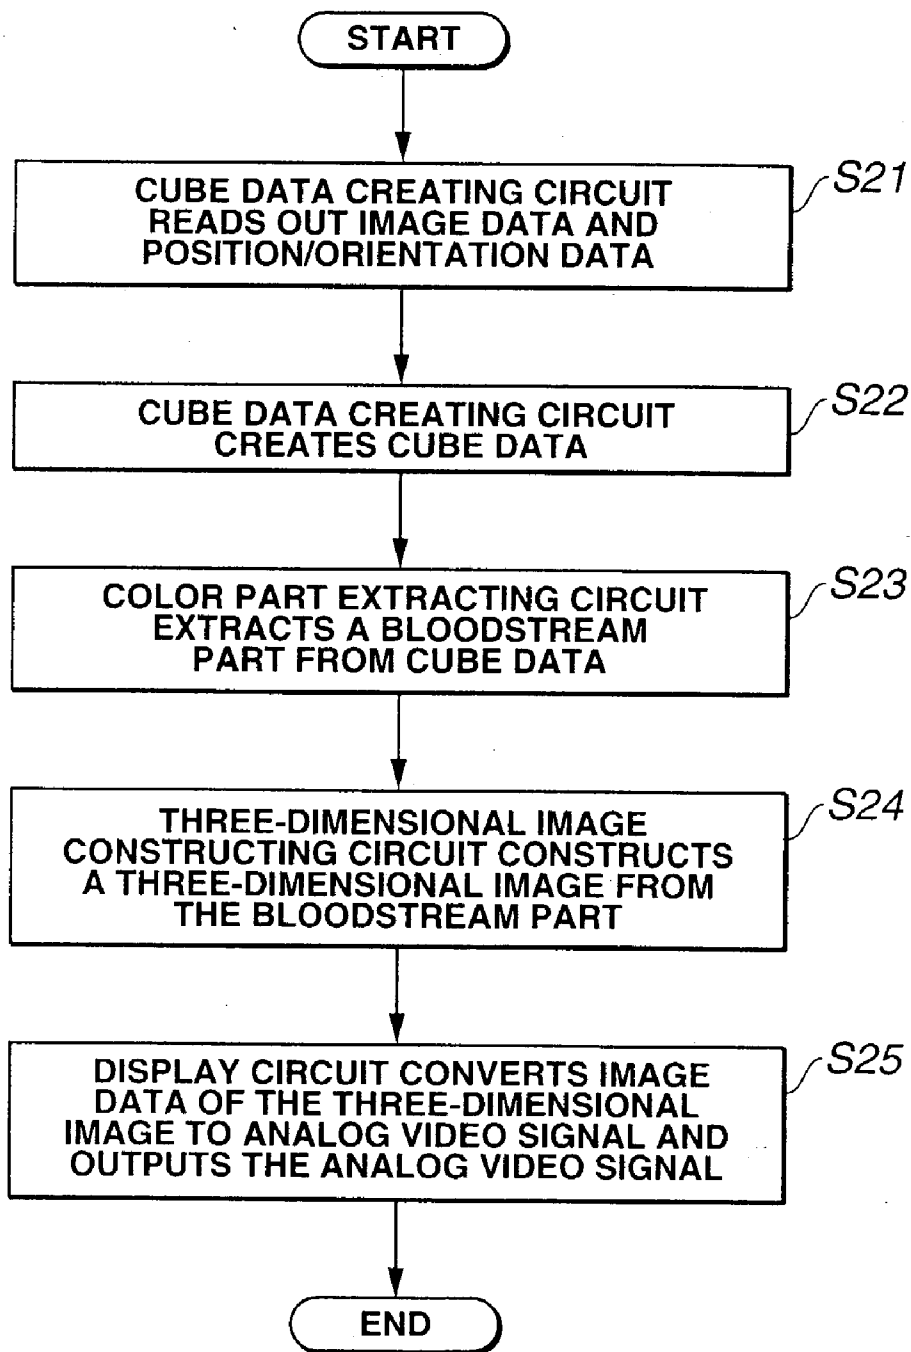 START
S21
CUBE DATA CREATING CIRCUIT
READS OUT IMAGE DATA AND
POSITION/ORIENTATION DATA
S22
CUBE DATA CREATING CIRCUIT
CREATES CUBE DATA
S23
COLOR PART EXTRACTING CIRCUIT
EXTRACTS A BLOODSTREAM
PART FROM CUBE DATA
S24
THREE-DIMENSIONAL IMAGE
CONSTRUCTING CIRCUIT CONSTRUCTS
A THREE-DIMENSIONAL IMAGE FROM
THE BLOODSTREAM PART
S25
DISPLAY CIRCUIT CONVERTS IMAGE
DATA OF THE THREE-DIMENSIONAL
IMAGE TO ANALOG VIDEO SIGNAL AND
OUTPUTS THE ANALOG VIDEO SIGNAL
END